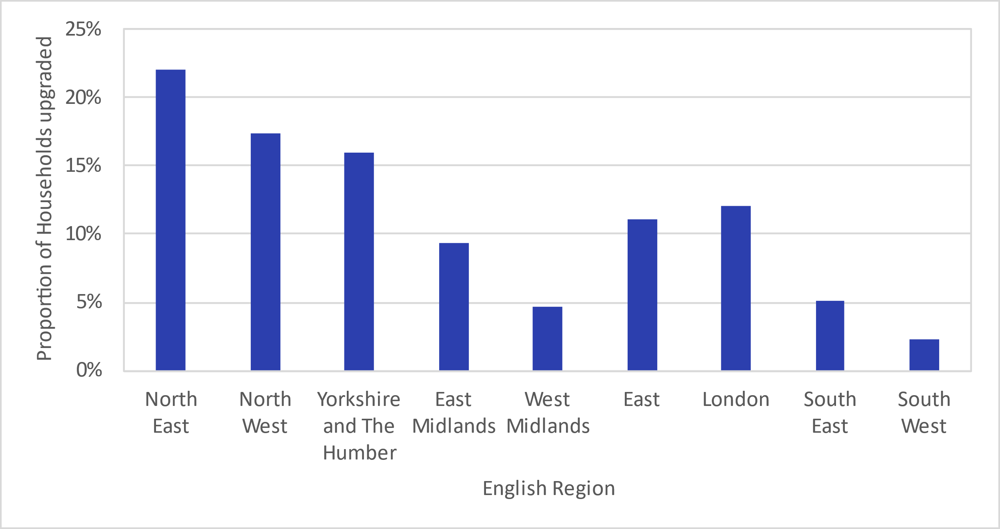 Proportion of Households upgraded
25%
20%
15%
10%
5%
0%
North East
North West
Yorkshire and The Humber
East Midlands
West Midlands
East
London
South East
South West
English Region